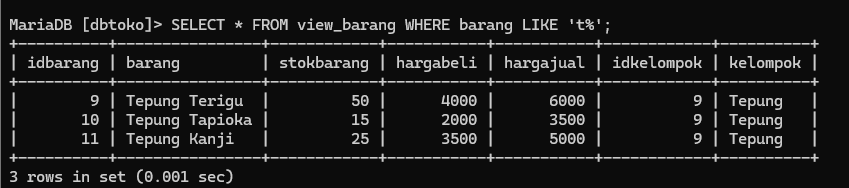 MariaDB [dbtoko]> SELECT * FROM view_barang WHERE barang LIKE 't%';
+----------+----------------+------------+-----------+-----------+------------+----------+
| idbarang | barang         | stokbarang | hargabeli | hargajual | idkelompok | kelompok |
+----------+----------------+------------+-----------+-----------+------------+----------+
|        9 | Tepung Terigu  |         50 |      4000 |      6000 |          9 | Tepung   |
|       10 | Tepung Tapioka |         15 |      2000 |      3500 |          9 | Tepung   |
|       11 | Tepung Kanji   |         25 |      3500 |      5000 |          9 | Tepung   |
+----------+----------------+------------+-----------+-----------+------------+----------+
3 rows in set (0.001 sec)